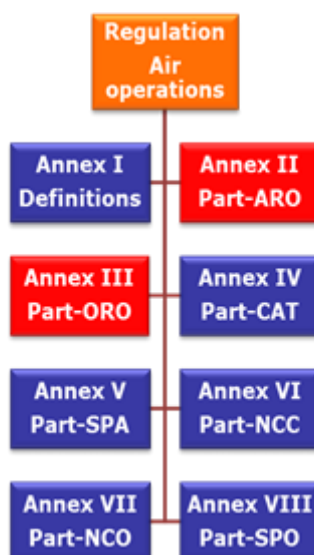 Regulation
Air
operations
Annex I
Definitions
Annex II
Part-ARO
Annex III
Part-ORO
Annex IV
Part-CAT
Annex V
Part-SPA
Annex VI
Part-NCC
Annex VII
Part-NCO
Annex VIII
Part-SPO